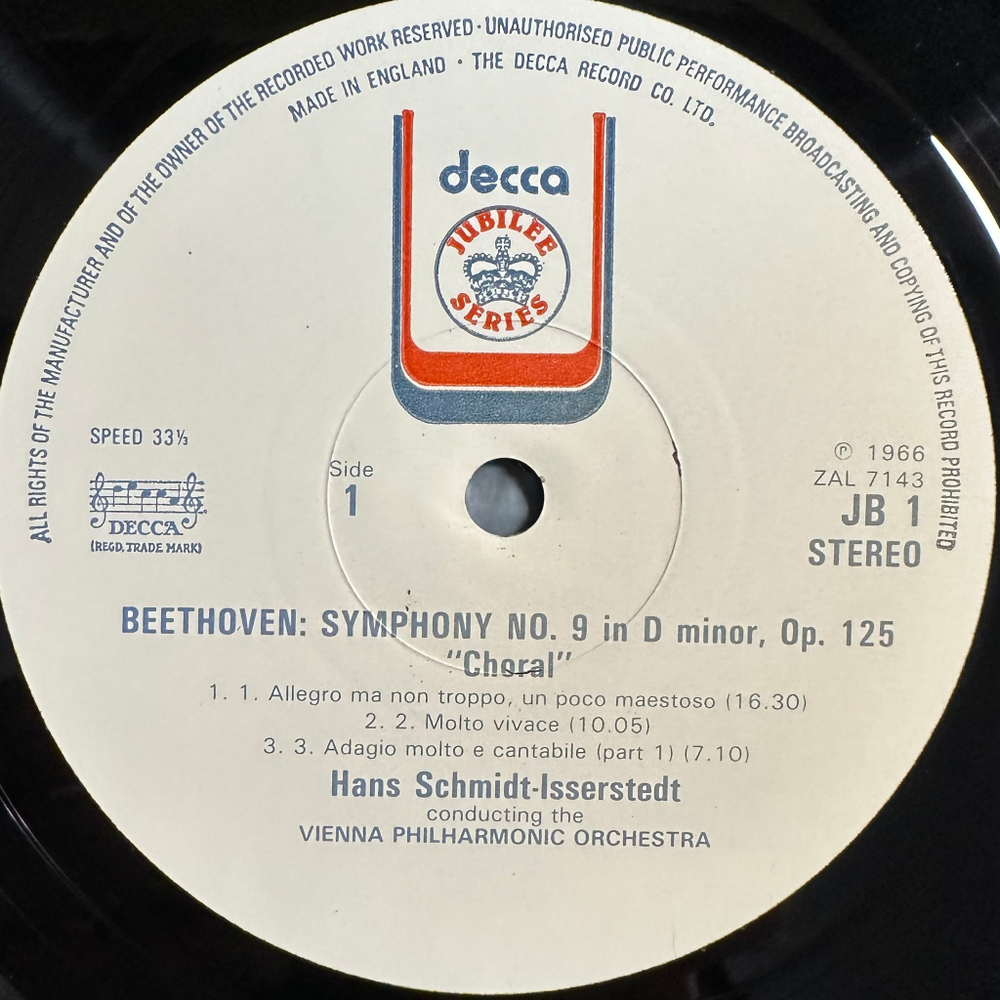 ALL RIGHTS OF THE MANUFACTURER AND OF THE OWNER OF THE RECORDED WORK RESERVED · UNAUTHORISED PUBLIC PERFORMANCE BROADCASTING AND COPYING OF THIS RECORD PROHIBITED
MADE IN ENGLAND · THE DECCA RECORD CO. LTD.
decca
JUBILEE
SERIES
SPEED 33⅓
DECCA
(REGD. TRADE MARK)
Side
1
℗ 1966
ZAL 7143
JB 1
STEREO
BEETHOVEN: SYMPHONY NO. 9 in D minor, Op. 125
"Choral"
1. 1. Allegro ma non troppo, un poco maestoso (16.30)
2. 2. Molto vivace (10.05)
3. 3. Adagio molto e cantabile (part 1) (7.10)
Hans Schmidt-Isserstedt
conducting the
VIENNA PHILHARMONIC ORCHESTRA